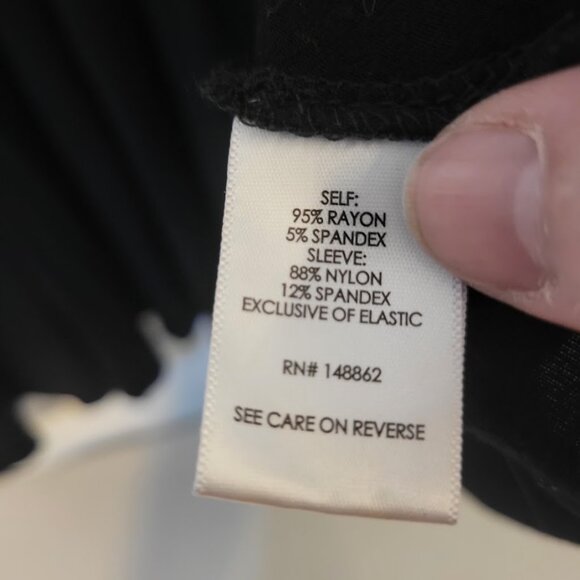 SELF:
95% RAYON
5% SPANDEX
SLEEVE:
88% NYLON
12% SPANDEX
EXCLUSIVE OF ELASTIC
RN# 148862
SEE CARE ON REVERSE